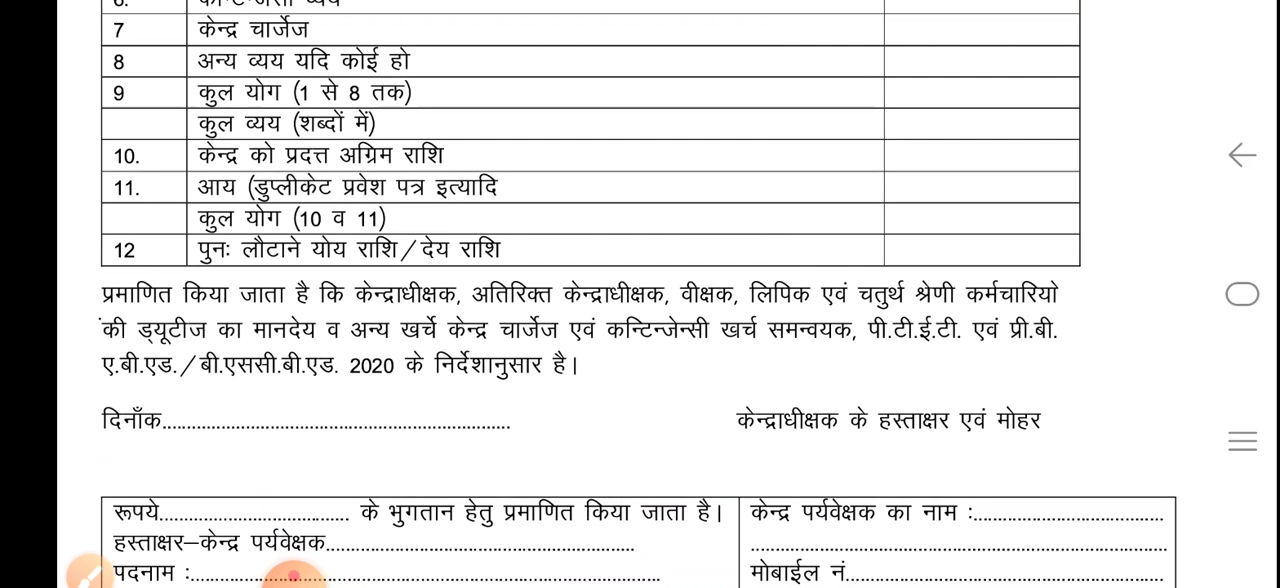 7 केन्द्र चार्जेज
8 अन्य व्यय यदि कोई हो
9 कुल योग (1 से 8 तक)
कुल व्यय (शब्दों में)
10. केन्द्र को प्रदत्त अग्रिम राशि
11. आय (डुप्लीकेट प्रवेश पत्र इत्यादि
कुल योग (10 व 11)
12 पुनः लौटाने योय राशि/देय राशि
प्रमाणित किया जाता है कि केन्द्राधीक्षक, अतिरिक्त केन्द्राधीक्षक, वीक्षक, लिपिक एवं चतुर्थ श्रेणी कर्मचारियो
की ड्यूटीज का मानदेय व अन्य खर्चे केन्द्र चार्जेज एवं कन्टिन्जेन्सी खर्च समन्वयक, पी.टी.ई.टी. एवं प्री.बी.
ए.बी.एड./बी.एससी.बी.एड. 2020 के निर्देशानुसार है।
दिनाँक...................................................................... केन्द्राधीक्षक के हस्ताक्षर एवं मोहर
रूपये...................................... के भुगतान हेतु प्रमाणित किया जाता है। केन्द्र पर्यवेक्षक का नाम :......................................
हस्ताक्षर–केन्द्र पर्यवेक्षक..............................................................
पदनाम :.............................................................................................. मोबाईल नं................................................................